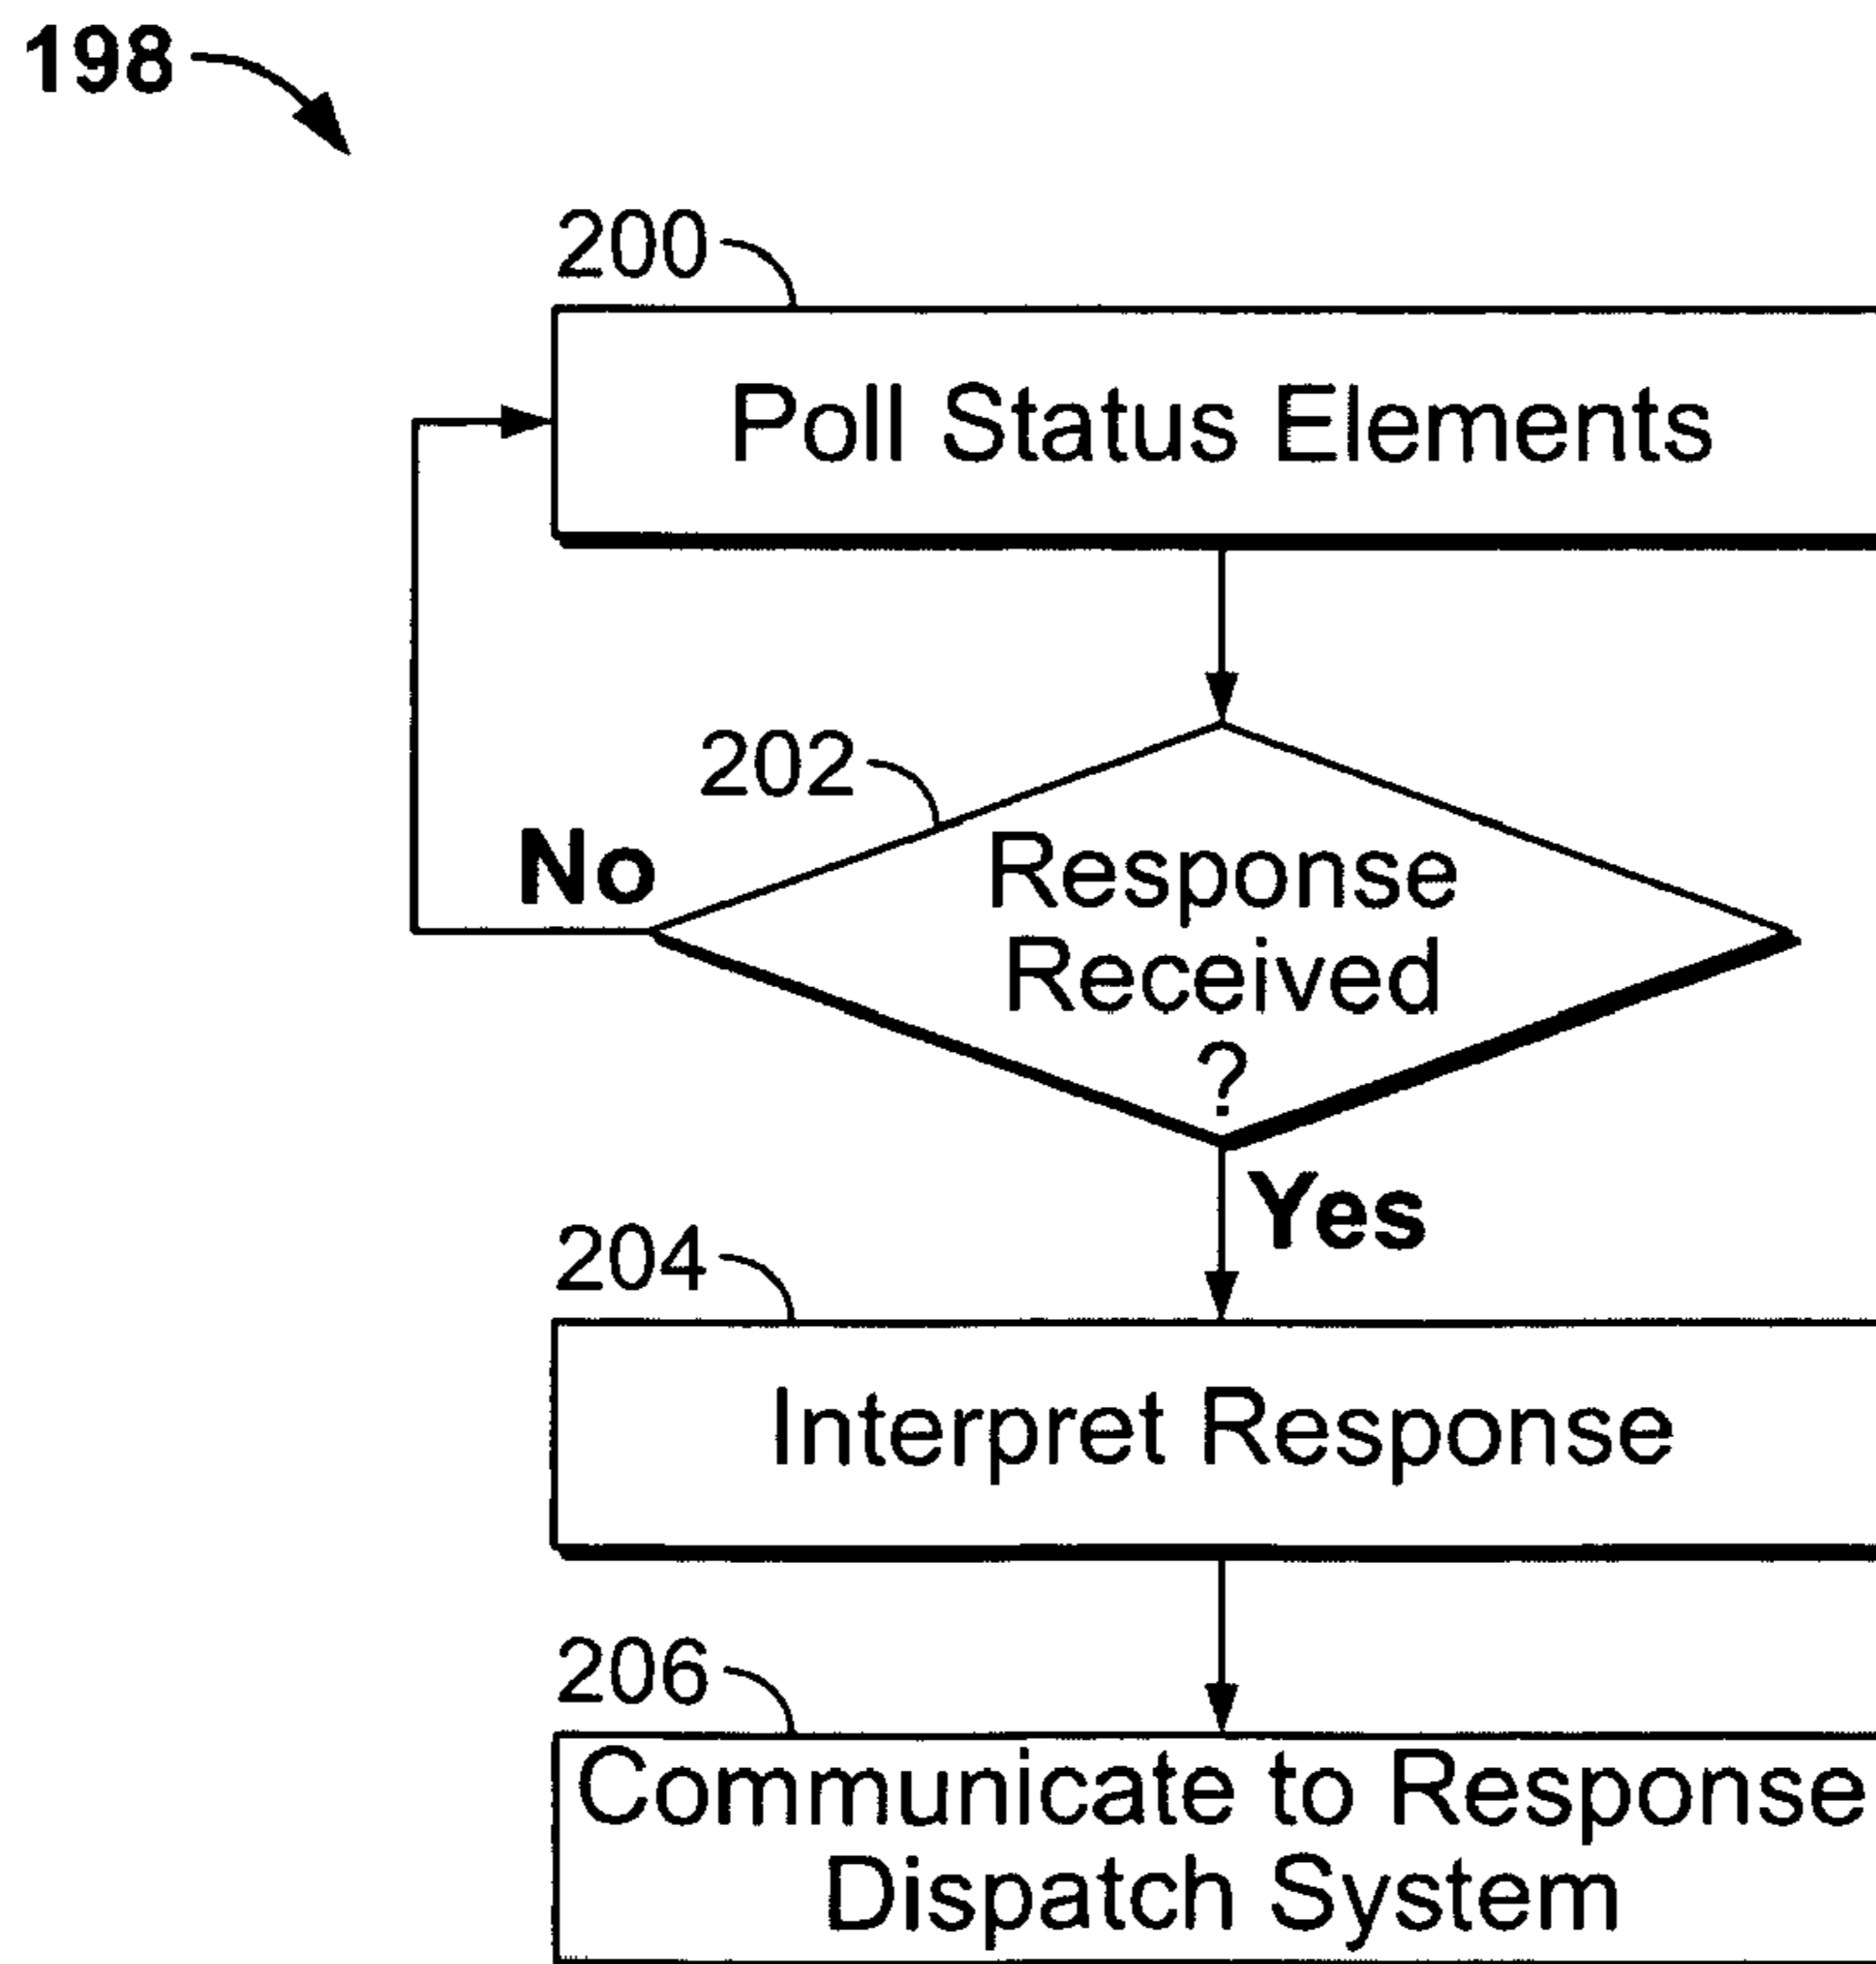 198
200
Poll Status Elements
202
No
Response
Received
?
Yes
204
Interpret Response
206
Communicate to Response
Dispatch System